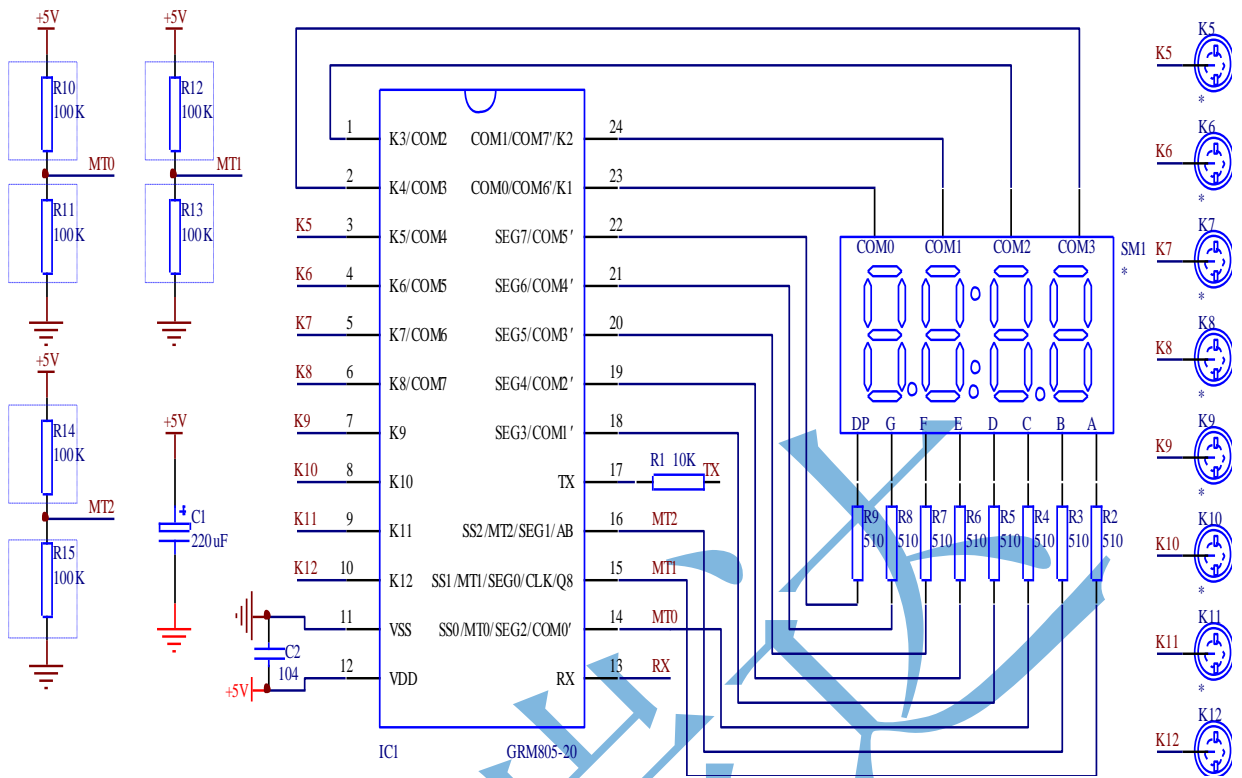 +5V
R10
100K
MT0
R11
100K
+5V
R12
100K
MT1
R13
100K
+5V
R14
100K
MT2
R15
100K
+5V
C1
220uF
K5
K6
K7
K8
K9
K10
K11
K12
C2
104
+5V
1 K3/COM2 COM1/COM7'/K2 24
2 K4/COM3 COM0/COM6'/K1 23
3 K5/COM4 SEG7/COM5' 22
4 K6/COM5 SEG6/COM4' 21
5 K7/COM6 SEG5/COM3' 20
6 K8/COM7 SEG4/COM2' 19
7 K9 SEG3/COM1' 18
8 K10 TX 17
9 K11 SS2/MT2/SEG1/AB 16
10 K12 SS1/MT1/SEG0/CLK/Q8 15
11 VSS SS0/MT0/SEG2/COM0' 14
12 VDD RX 13
IC1 GRM805-20
R1 10K TX
MT2
MT1
MT0
RX
COM0 COM1 COM2 COM3
SM1
*
DP G F E D C B A
R9 R8 R7 R6 R5 R4 R3 R2
510 510 510 510 510 510 510 510
K5
K5
*
K6
K6
*
K7
K7
*
K8
K8
*
K9
K9
*
K10
K10
*
K11
K11
*
K12
K12